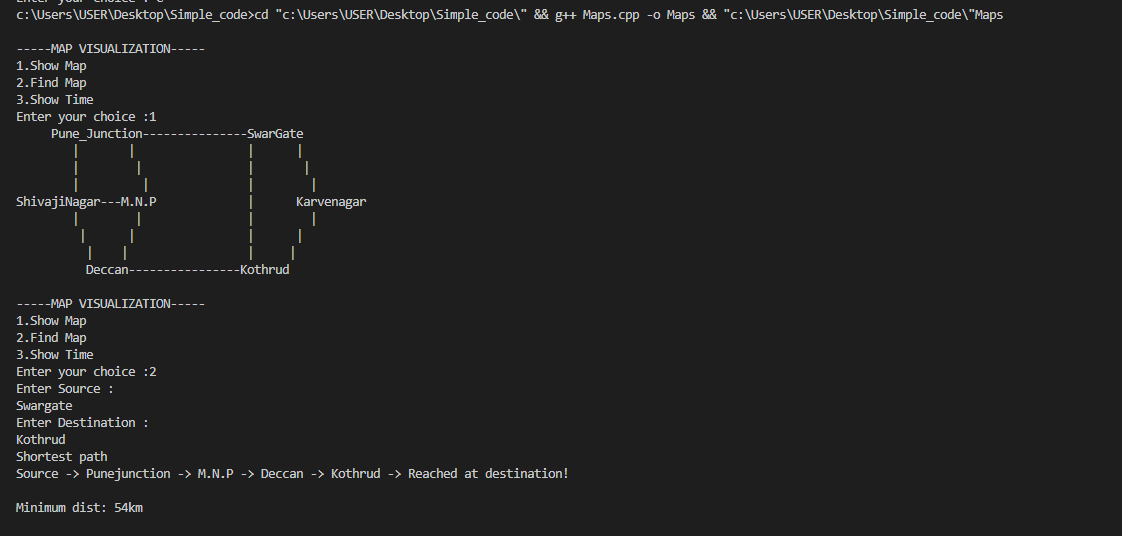 Enter your choice : c
c:\Users\USER\Desktop\Simple_code>cd "c:\Users\USER\Desktop\Simple_code\" && g++ Maps.cpp -o Maps && "c:\Users\USER\Desktop\Simple_code\"Maps
-----MAP VISUALIZATION-----
1.Show Map
2.Find Map
3.Show Time
Enter your choice :1
     Pune_Junction---------------SwarGate
        |       |                |      |
        |        |               |       |
        |         |              |        |
ShivajiNagar---M.N.P             |      Karvenagar
        |        |               |        |
         |      |                |      |
          |    |                 |     |
          Deccan----------------Kothrud
-----MAP VISUALIZATION-----
1.Show Map
2.Find Map
3.Show Time
Enter your choice :2
Enter Source :
Swargate
Enter Destination :
Kothrud
Shortest path
Source -> Punejunction -> M.N.P -> Deccan -> Kothrud -> Reached at destination!
Minimum dist: 54km